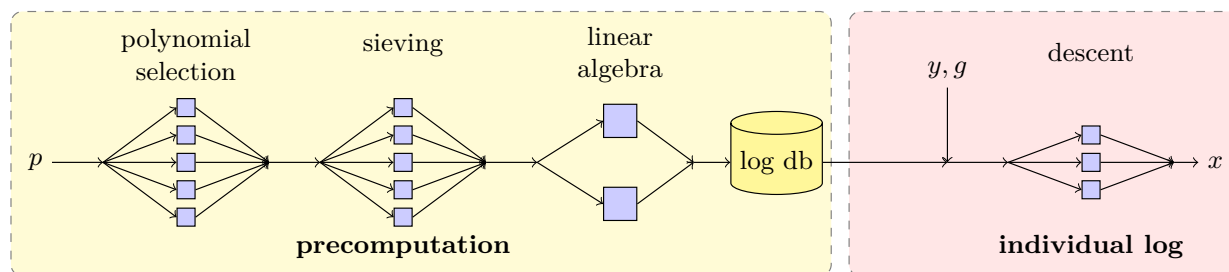 polynomial
selection
sieving
linear
algebra
descent
y, g
p
log db
x
precomputation
individual log